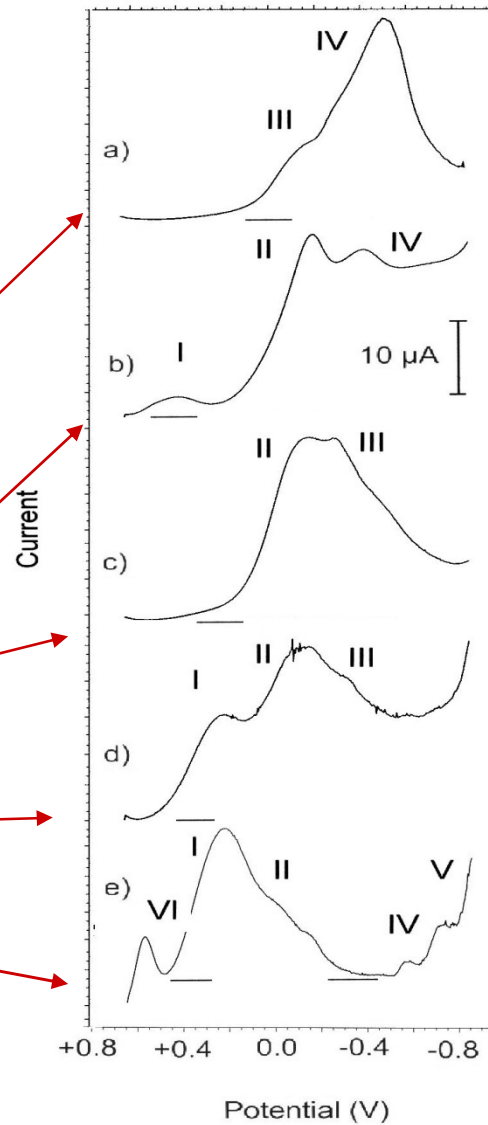 IV
III
a)
II
IV
I
10 µA
b)
II
III
Current
c)
I
II
III
d)
I
II
V
e)
VI
IV
+0.8
+0.4
0.0
-0.4
-0.8
Potential (V)